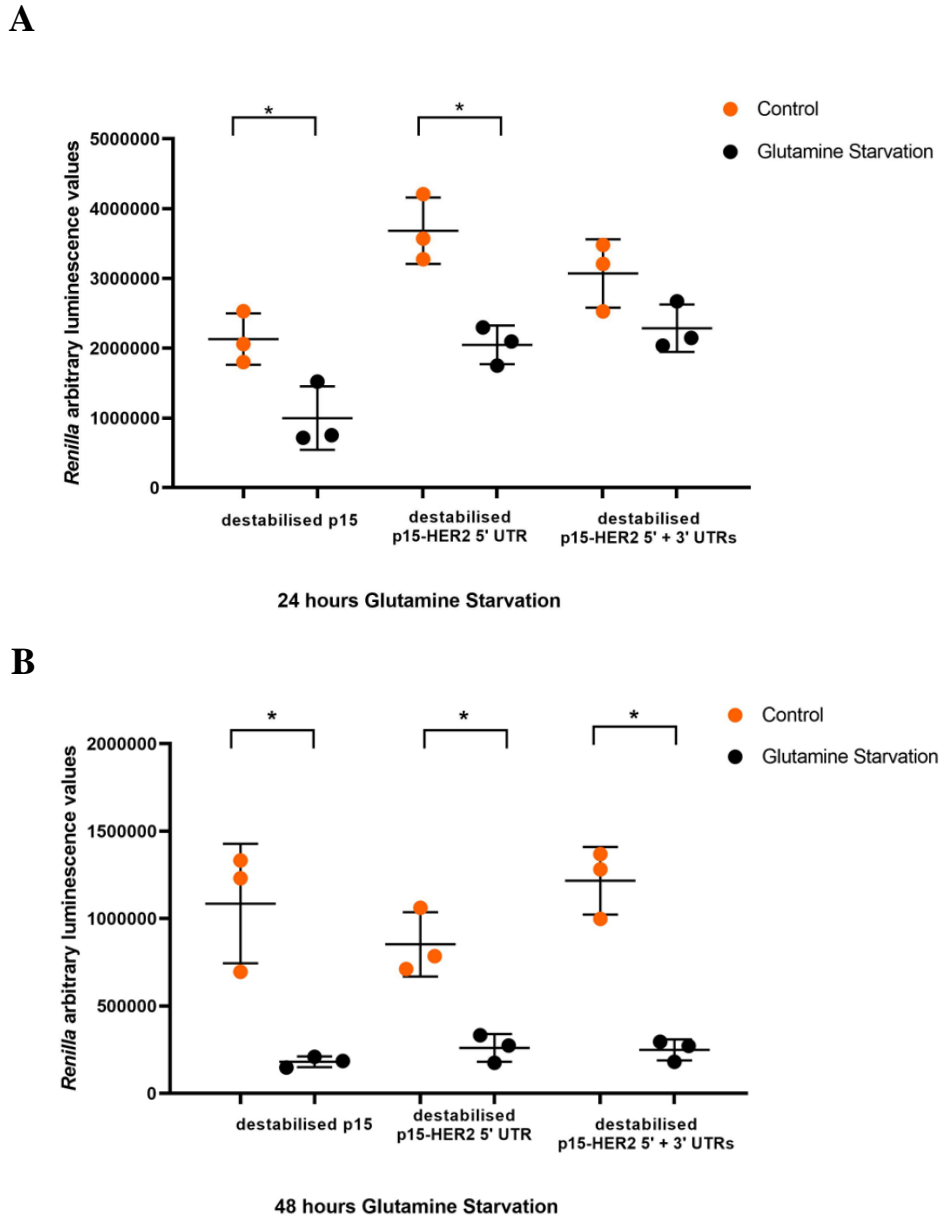 A
* *
Control
Glutamine Starvation
Renilla arbitrary luminescence values
5000000
4000000
3000000
2000000
1000000
0
destabilised p15
destabilised
p15-HER2 5' UTR
destabilised
p15-HER2 5' + 3' UTRs
24 hours Glutamine Starvation
B
* * *
Control
Glutamine Starvation
Renilla arbitrary luminescence values
2000000
1500000
1000000
500000
0
destabilised p15
destabilised
p15-HER2 5' UTR
destabilised
p15-HER2 5' + 3' UTRs
48 hours Glutamine Starvation